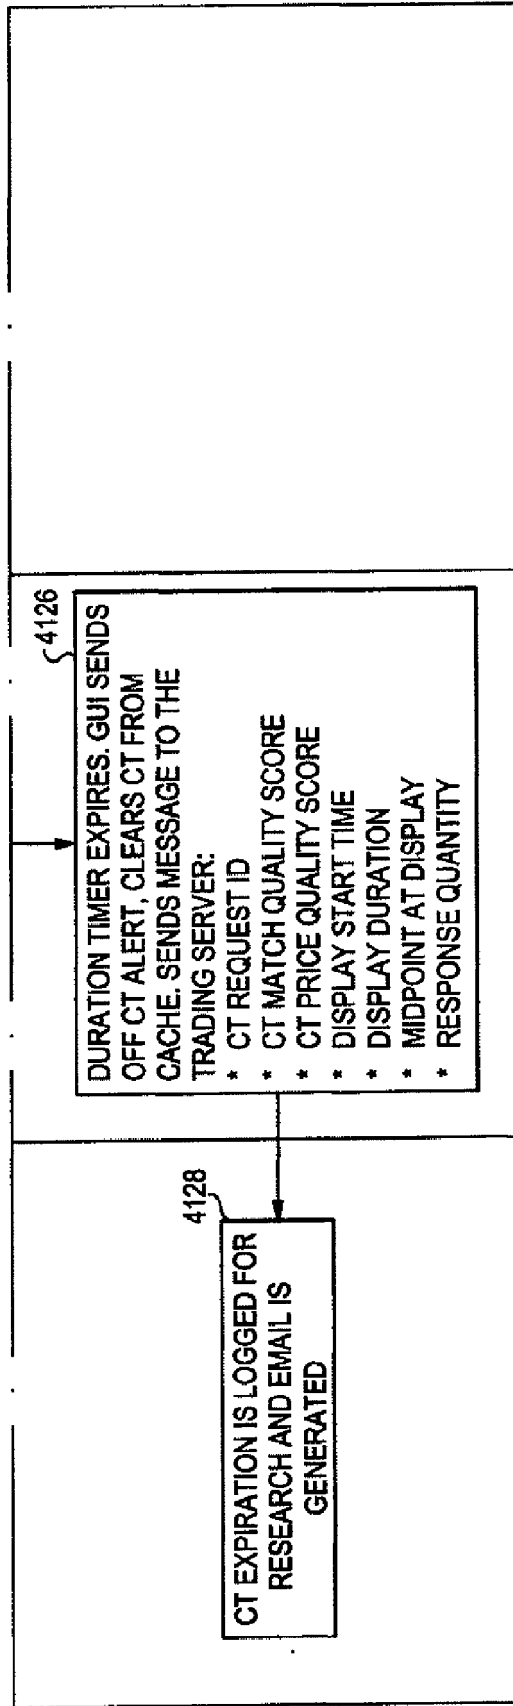 4126
DURATION TIMER EXPIRES. GUI SENDS
OFF CT ALERT, CLEARS CT FROM
CACHE. SENDS MESSAGE TO THE
TRADING SERVER:
* CT REQUEST ID
* CT MATCH QUALITY SCORE
* CT PRICE QUALITY SCORE
* DISPLAY START TIME
* DISPLAY DURATION
* MIDPOINT AT DISPLAY
* RESPONSE QUANTITY
4128
CT EXPIRATION IS LOGGED FOR
RESEARCH AND EMAIL IS
GENERATED